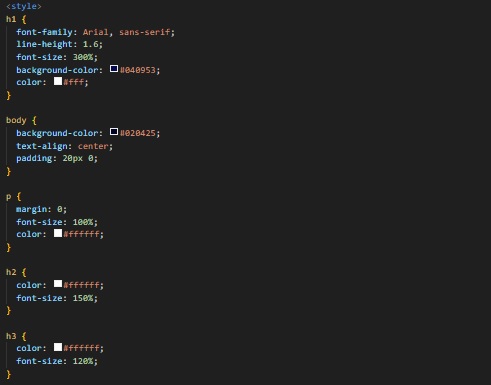 <style>
h1 {
font-family: Arial, sans-serif;
line-height: 1.6;
font-size: 300%;
background-color: #040953;
color: #fff;
}
body {
background-color: #020425;
text-align: center;
padding: 20px 0;
}
p {
margin: 0;
font-size: 100%;
color: #ffffff;
}
h2 {
color: #ffffff;
font-size: 150%;
}
h3 {
color: #ffffff;
font-size: 120%;
}